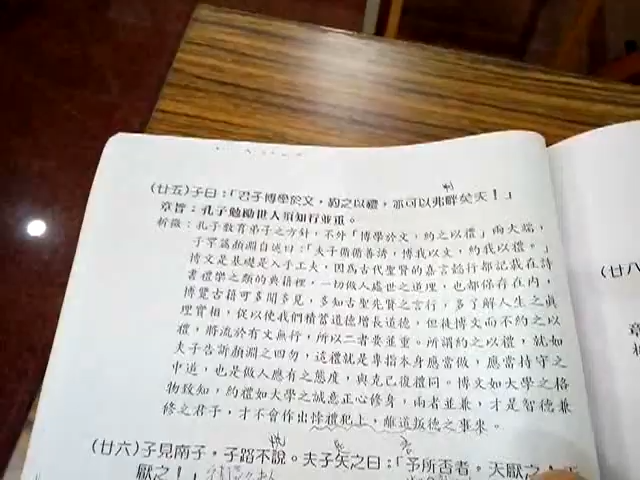 (廿五)子曰：「君子博學於文，約之以禮，亦可以弗畔矣夫！」
章旨：孔子勉勵世人須知行並重。
析微：孔子教育弟子之方針，不外「博學於文，約之以禮」兩大端，
子罕篇顏淵自述曰：「夫子循循善誘，博我以文，約我以禮。」
博文是基礎是入手工夫，因為古代聖賢的嘉言懿行都記載在詩
書禮樂之類的典籍裡，一切做人處世之道理，也都保存在內，
博覽古籍可多聞多見，多知古聖先賢之言行，多了解人生之真
理實相，從以使我們積蓄道德增長道德，但徒博文而不約之以
禮，將流於有文無行，所以二者要並重。所謂約之以禮，就如
夫子告訴顏淵之四勿，這禮就是專指本身應當做，應當持守之
中道，也是做人應有之態度，與克己復禮同。博文如大學之格
物致知，約禮如大學之誠意正心修身，兩者並兼，才是智德兼
修之君子，才不會作出悖禮犯上，離道叛德之事來。
(廿六)子見南子，子路不說。夫子矢之曰：「予所否者，天厭之！天
厭之！」
(廿八